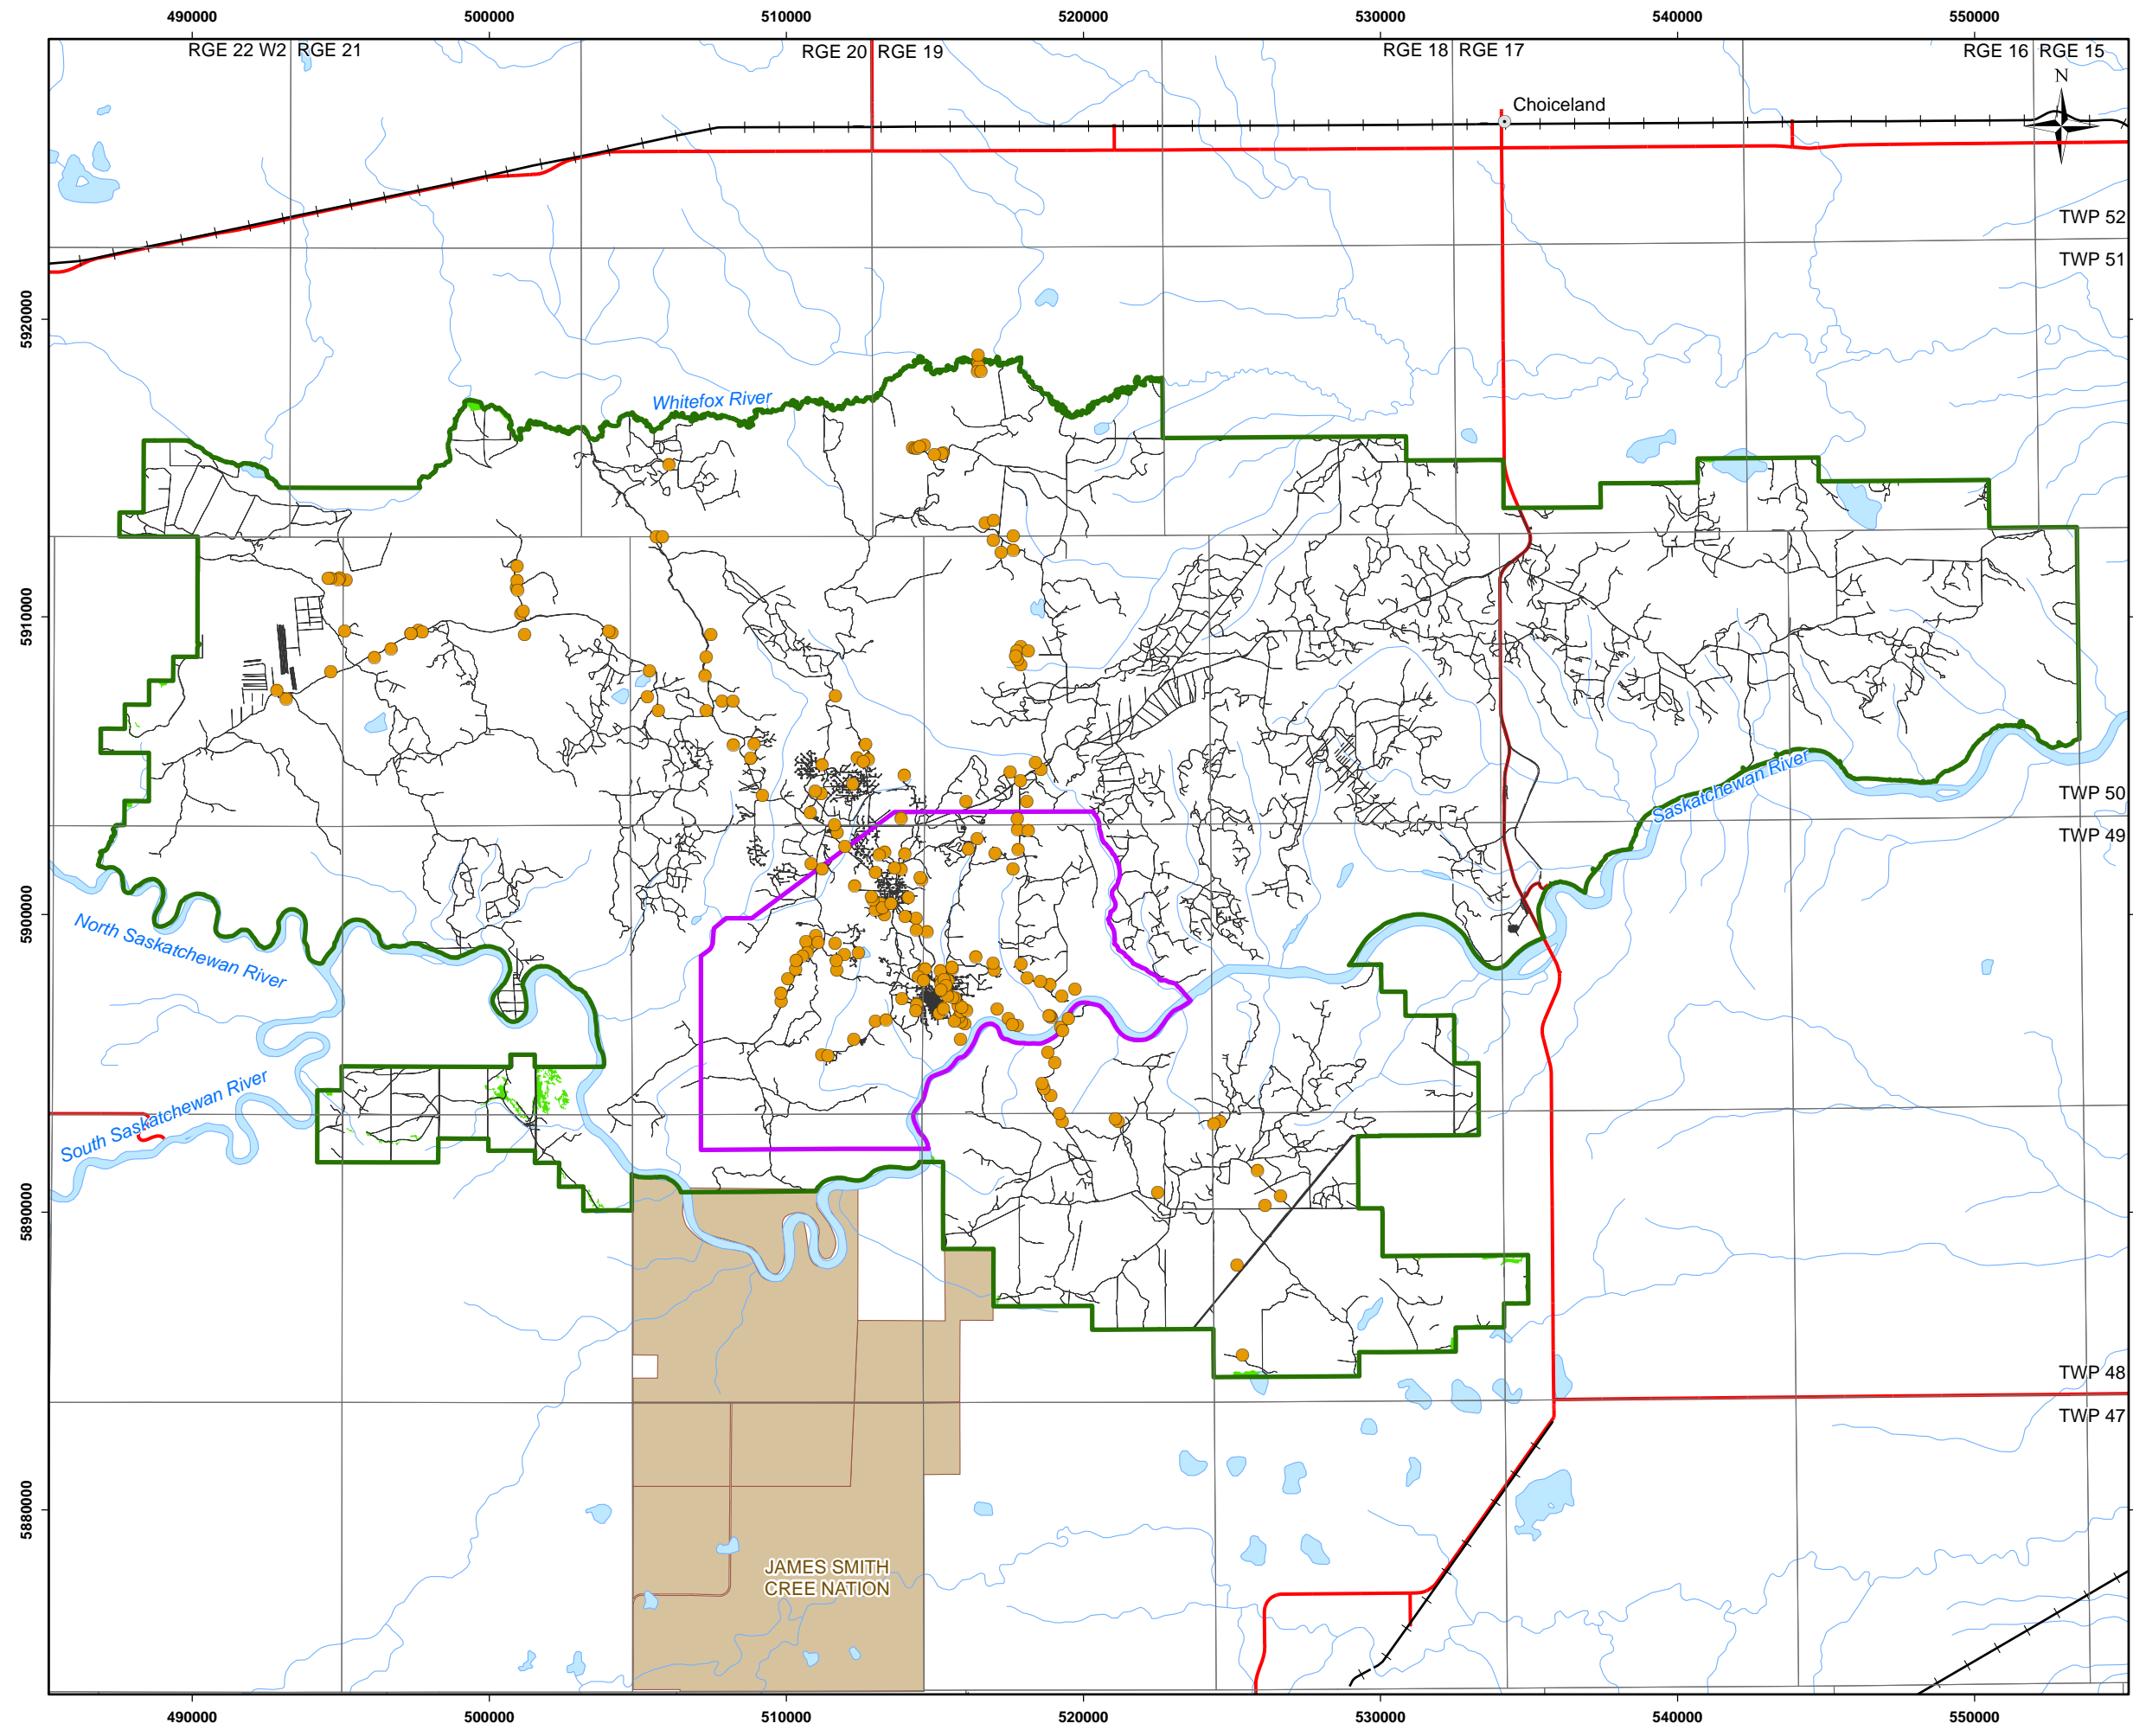 490000 500000 510000 520000 530000 540000 550000
RGE 22 W2 RGE 21 RGE 20 RGE 19 RGE 18 RGE 17 RGE 16 RGE 15
N
Choiceland
TWP 52
TWP 51
5920000
Whitefox River
5910000
Saskatchewan River
TWP 50
TWP 49
5900000
North Saskatchewan River
South Saskatchewan River
5890000
TWP 48
TWP 47
5880000
JAMES SMITH
CREE NATION
490000 500000 510000 520000 530000 540000 550000